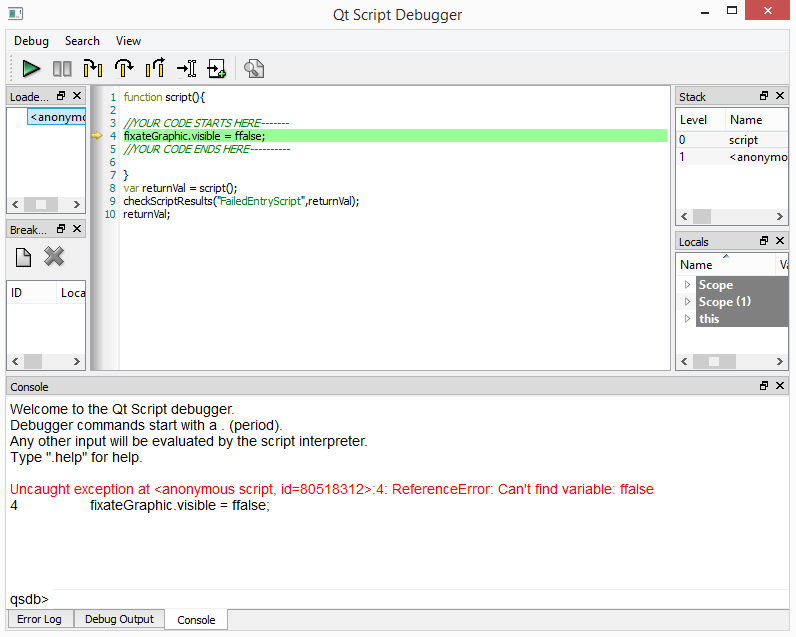 Qt Script Debugger
Debug Search View
Loade...
<anonymo
1 function script(){
2
3 //YOUR CODE STARTS HERE-------
4 fixateGraphic.visible = ffalse;
5 //YOUR CODE ENDS HERE----------
6
7 }
8 var returnVal = script();
9 checkScriptResults("FailedEntryScript",returnVal);
10 returnVal;
Stack
Level Name
0 script
1 <anonymo
Break...
ID Loca
Locals
Name Va
Scope
Scope (1)
this
Console
Welcome to the Qt Script debugger.
Debugger commands start with a . (period).
Any other input will be evaluated by the script interpreter.
Type ".help" for help.
Uncaught exception at <anonymous script, id=80518312>:4: ReferenceError: Can't find variable: ffalse
4 fixateGraphic.visible = ffalse;
qsdb>
Error Log Debug Output Console